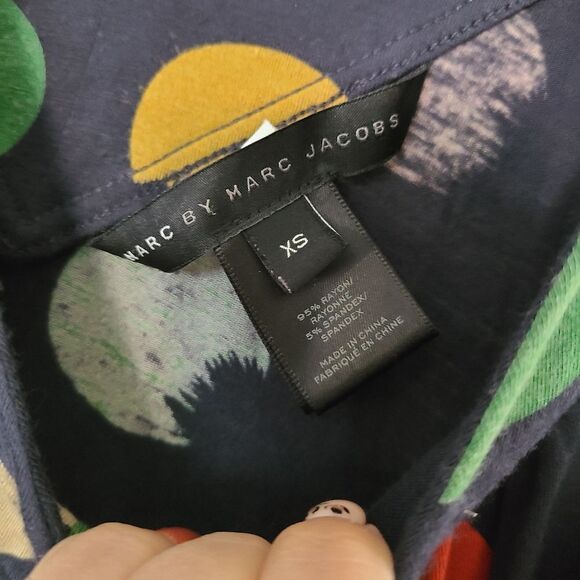 MARC BY MARC JACOBS
XS
95% RAYON/
RAYONNE
5% SPANDEX/
SPANDEX
MADE IN CHINA
FABRIQUÉ EN CHINE